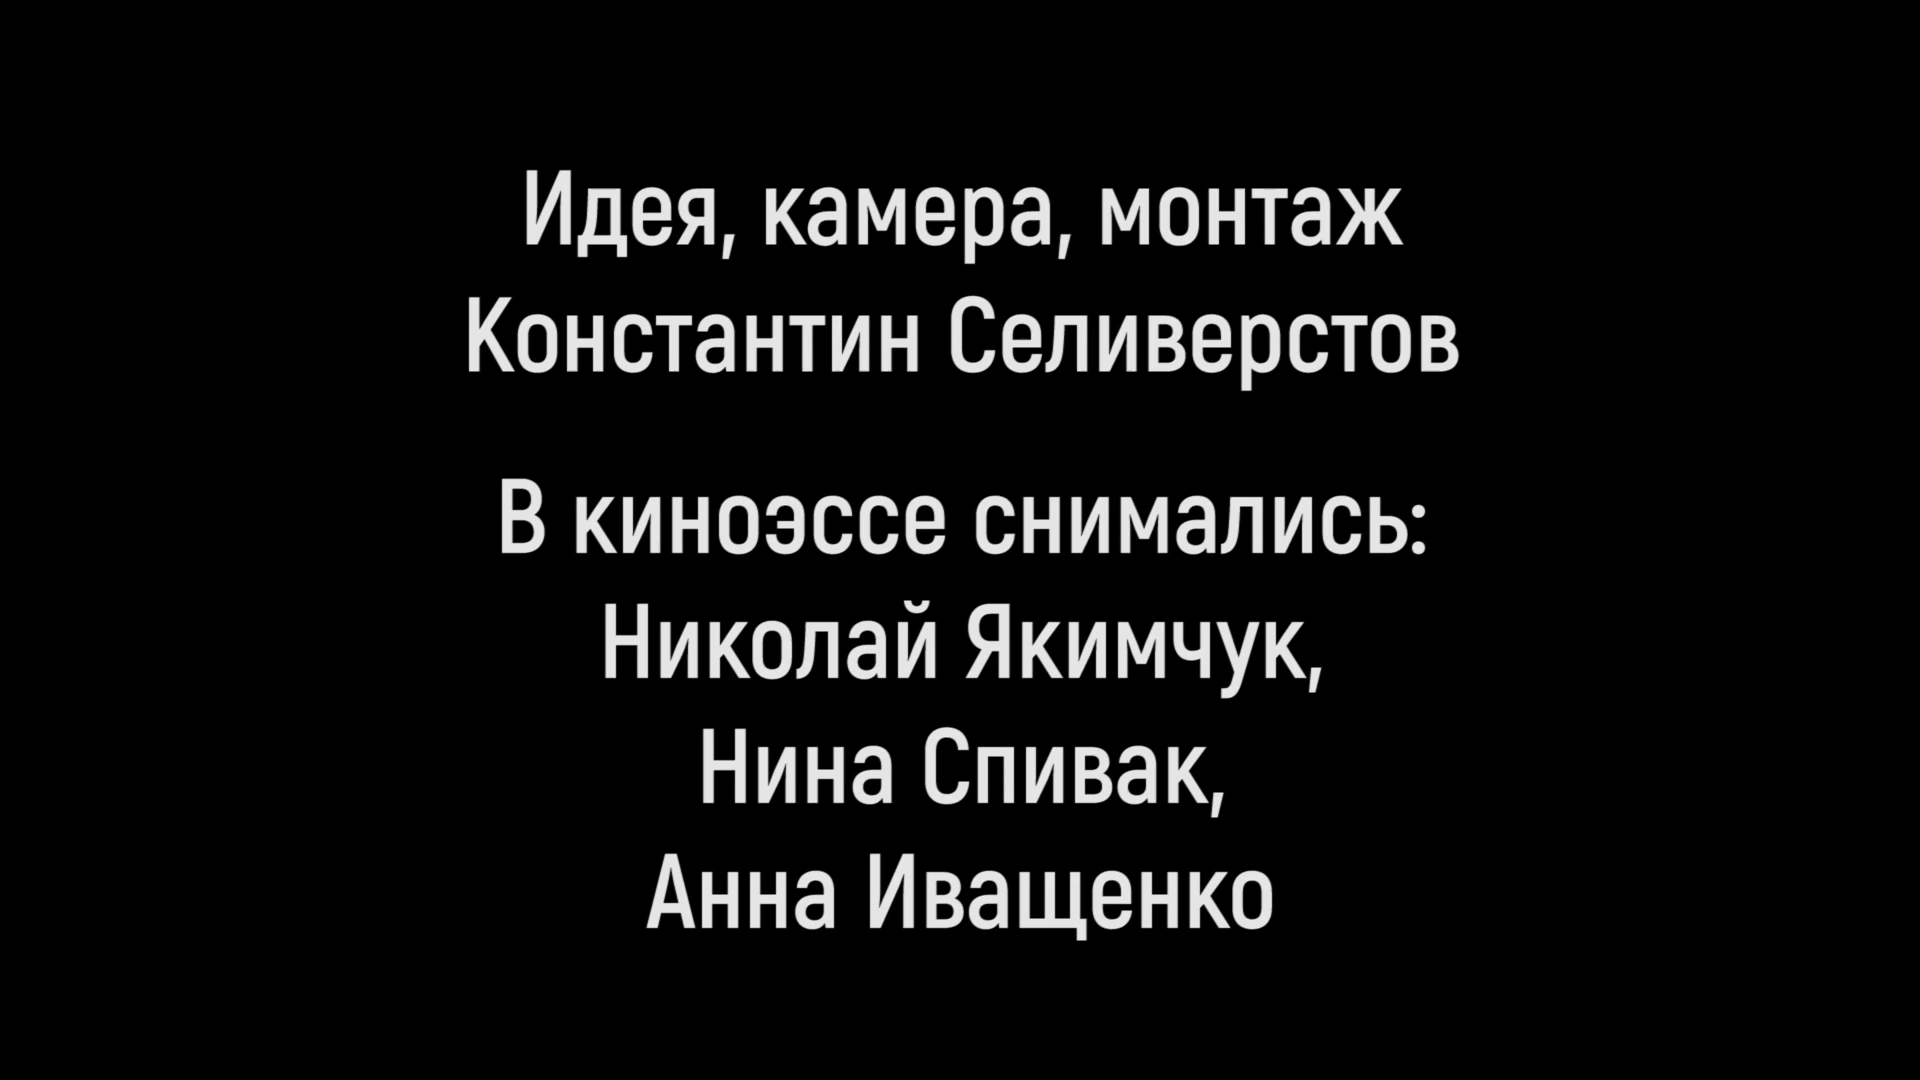 Идея, камера, монтаж
Константин Селиверстов
В киноэссе снимались:
Николай Якимчук,
Нина Спивак,
Анна Иващенко